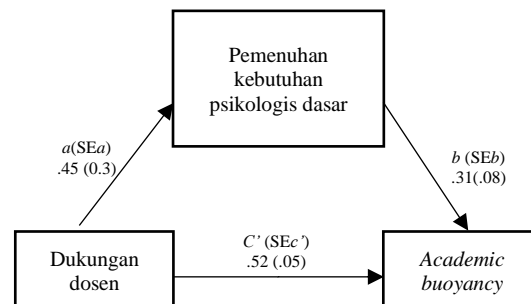 Pemenuhan
kebutuhan
psikologis dasar
a(SEa)
.45 (0.3)
b (SEb)
.31(.08)
C' (SEc')
.52 (.05)
Dukungan
dosen
Academic
buoyancy